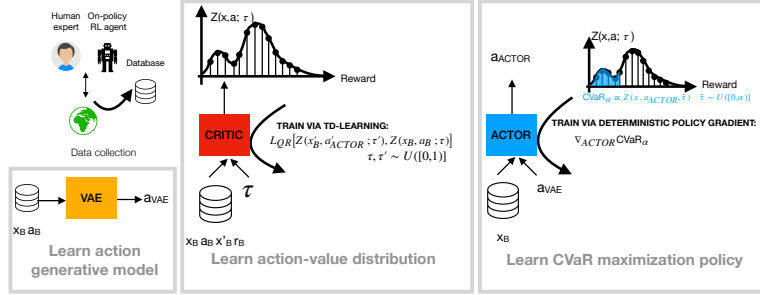 Human
expert
On-policy
RL agent
Database
Data collection
VAE
a_VAE
x_B a_B
Learn action
generative model
Z(x,a; τ)
Reward
CRITIC
TRAIN VIA TD-LEARNING:
L_QR[Z(x'_B, a'_ACTOR ; τ'), Z(x_B, a_B ; τ)]
τ, τ' ∼ U([0,1)]
τ
x_B a_B x'_B r_B
Learn action-value distribution
Z(x,a; τ)
a_ACTOR
Reward
CVaR_α ∝ Z(x, a_ACTOR, τ̃) τ̃ ∼ U([0,α)]
ACTOR
TRAIN VIA DETERMINISTIC POLICY GRADIENT:
∇_ACTOR CVaR_α
a_VAE
x_B
Learn CVaR maximization policy